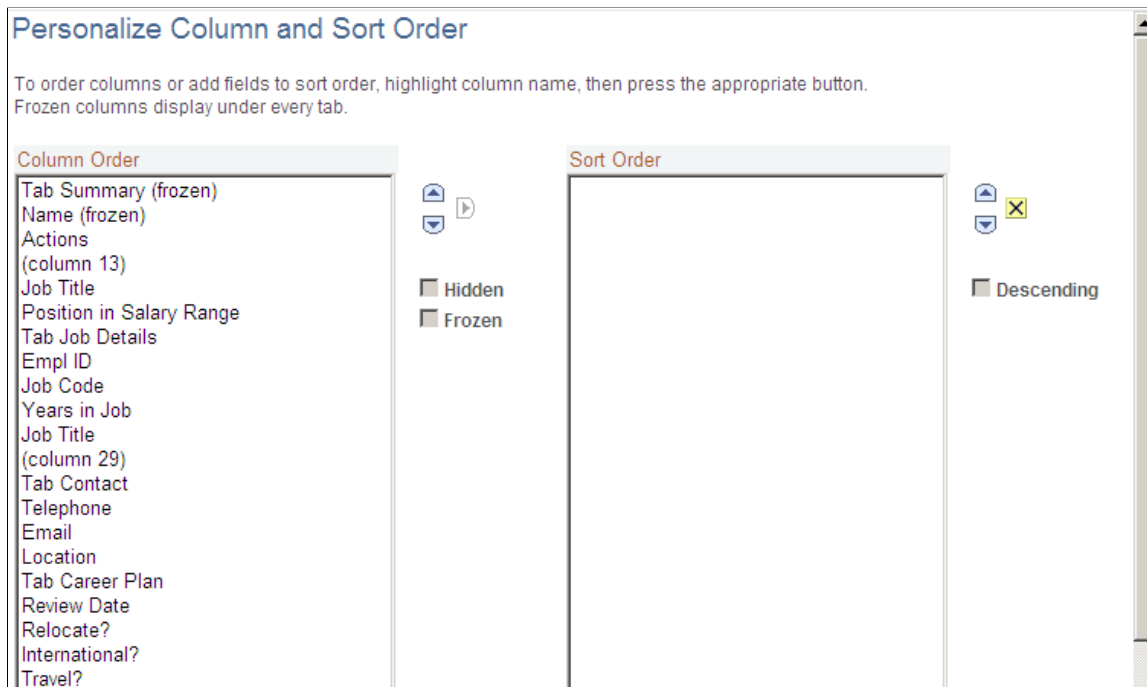 Personalize Column and Sort Order
To order columns or add fields to sort order, highlight column name, then press the appropriate button.
Frozen columns display under every tab.
Column Order
Tab Summary (frozen)
Name (frozen)
Actions
(column 13)
Job Title
Position in Salary Range
Tab Job Details
Empl ID
Job Code
Years in Job
Job Title
(column 29)
Tab Contact
Telephone
Email
Location
Tab Career Plan
Review Date
Relocate?
International?
Travel?
Hidden
Frozen
Sort Order
Descending